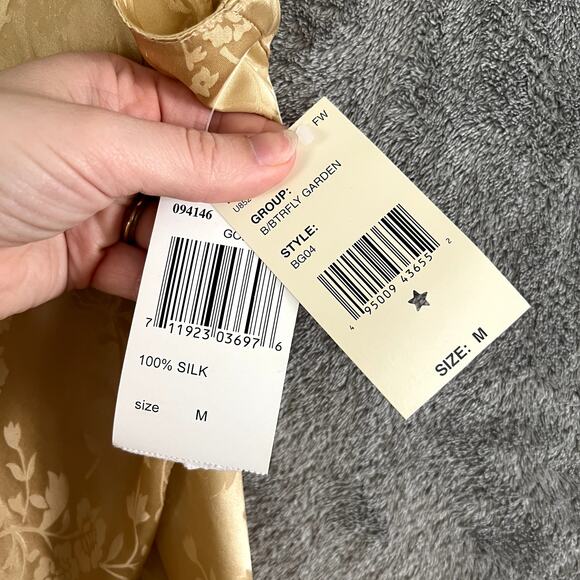 094146
7 11923 03697 6
100% SILK
size M
FW
GROUP:
B/BTRFLY GARDEN
STYLE:
BG04
4 95009 43655 2
SIZE: M